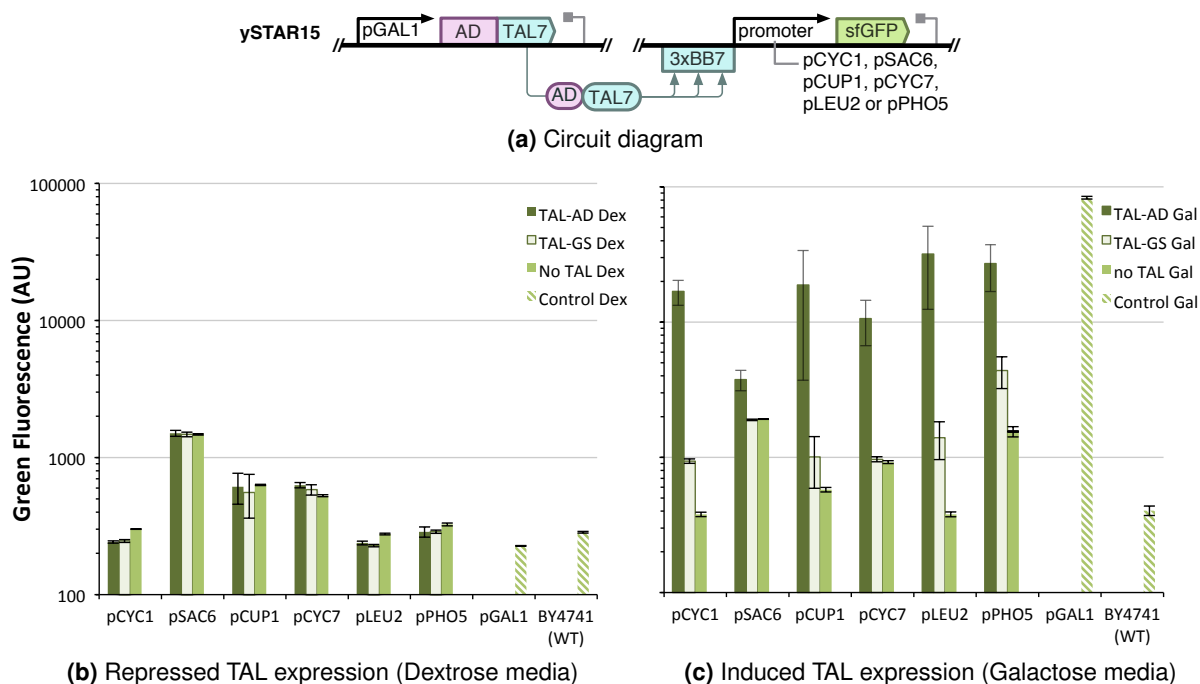 ySTAR15
pGAL1
AD
TAL7
3xBB7
promoter
sfGFP
AD
TAL7
pCYC1, pSAC6,
pCUP1, pCYC7,
pLEU2 or pPHO5
(a) Circuit diagram
Green Fluorescence (AU)
100000
10000
1000
100
TAL-AD Dex
TAL-GS Dex
No TAL Dex
Control Dex
pCYC1 pSAC6 pCUP1 pCYC7 pLEU2 pPHO5 pGAL1 BY4741
(WT)
(b) Repressed TAL expression (Dextrose media)
TAL-AD Gal
TAL-GS Gal
no TAL Gal
Control Gal
pCYC1 pSAC6 pCUP1 pCYC7 pLEU2 pPHO5 pGAL1 BY4741
(WT)
(c) Induced TAL expression (Galactose media)